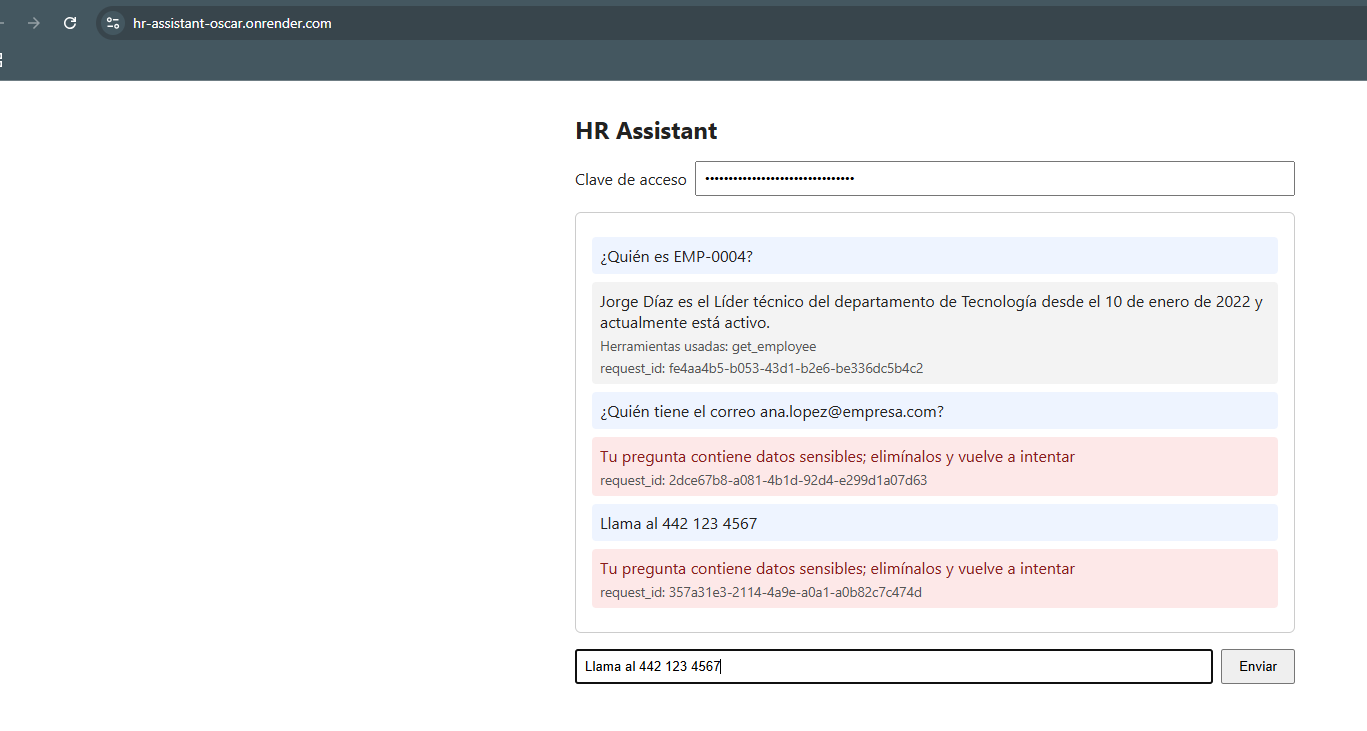 hr-assistant-oscar.onrender.com
HR Assistant
Clave de acceso ••••••••••••••••••••••••••••••••
¿Quién es EMP-0004?
Jorge Díaz es el Líder técnico del departamento de Tecnología desde el 10 de enero de 2022 y
actualmente está activo.
Herramientas usadas: get_employee
request_id: fe4aa4b5-b053-43d1-b2e6-be336dc5b4c2
¿Quién tiene el correo ana.lopez@empresa.com?
Tu pregunta contiene datos sensibles; elimínalos y vuelve a intentar
request_id: 2dce67b8-a081-4b1d-92d4-e299d1a07d63
Llama al 442 123 4567
Tu pregunta contiene datos sensibles; elimínalos y vuelve a intentar
request_id: 357a31e3-2114-4a9e-a0a1-a0b82c7c474d
Llama al 442 123 4567 Enviar